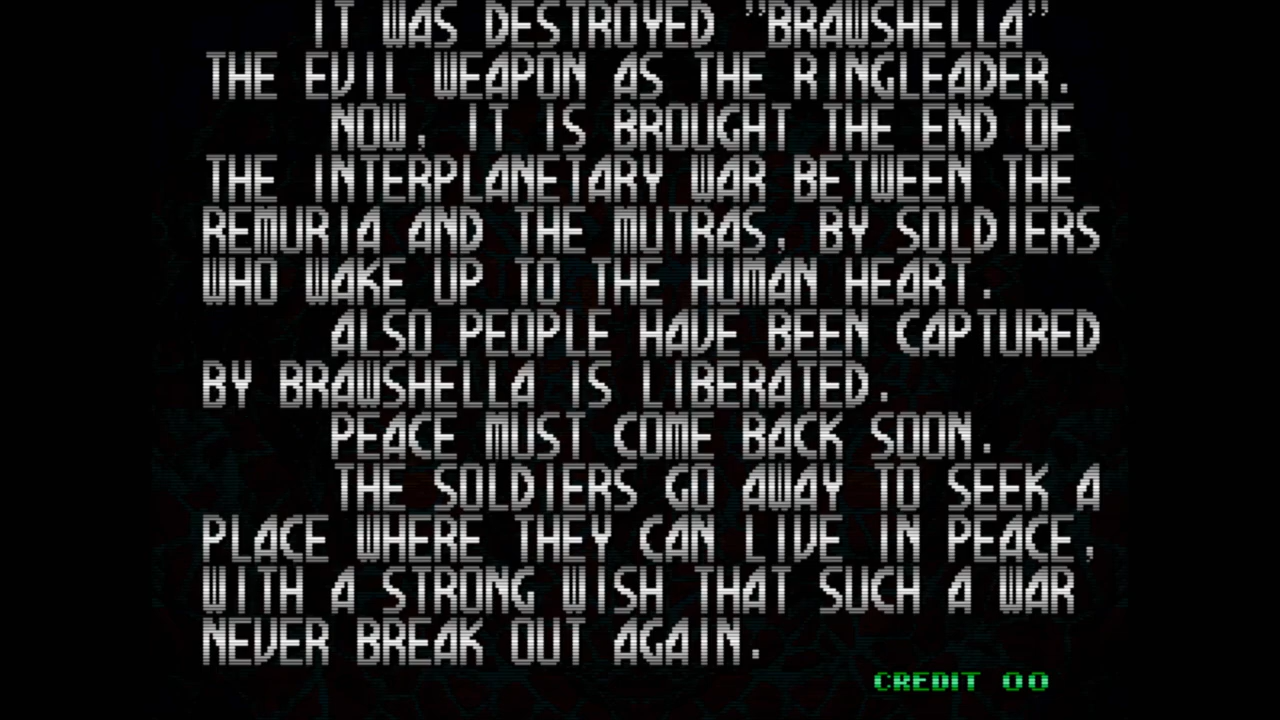 IT WAS DESTROYED "BRAWSHELLA"
THE EVIL WEAPON AS THE RINGLEADER.
NOW, IT IS BROUGHT THE END OF
THE INTERPLANETARY WAR BETWEEN THE
REMURIA AND THE MUTRAS, BY SOLDIERS
WHO WAKE UP TO THE HUMAN HEART.
ALSO PEOPLE HAVE BEEN CAPTURED
BY BRAWSHELLA IS LIBERATED.
PEACE MUST COME BACK SOON.
THE SOLDIERS GO AWAY TO SEEK A
PLACE WHERE THEY CAN LIVE IN PEACE,
WITH A STRONG WISH THAT SUCH A WAR
NEVER BREAK OUT AGAIN.
CREDIT 00